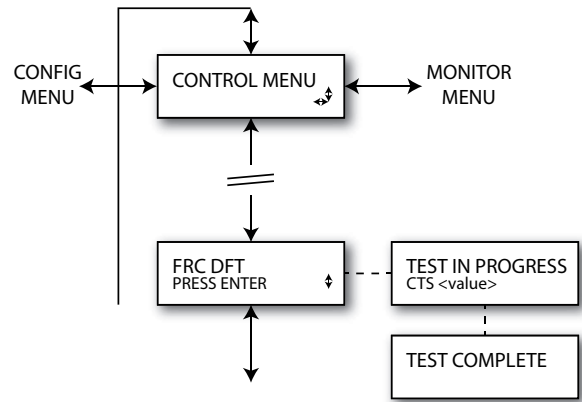 CONFIG
MENU
CONTROL MENU
MONITOR
MENU
FRC DFT
PRESS ENTER
TEST IN PROGRESS
CTS <value>
TEST COMPLETE